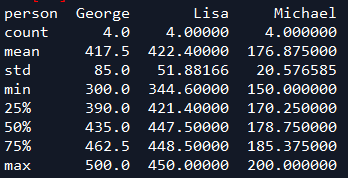 person George Lisa Michael
count 4.0 4.00000 4.000000
mean 417.5 422.40000 176.875000
std 85.0 51.88166 20.576585
min 300.0 344.60000 150.000000
25% 390.0 421.40000 170.250000
50% 435.0 447.50000 178.750000
75% 462.5 448.50000 185.375000
max 500.0 450.00000 200.000000